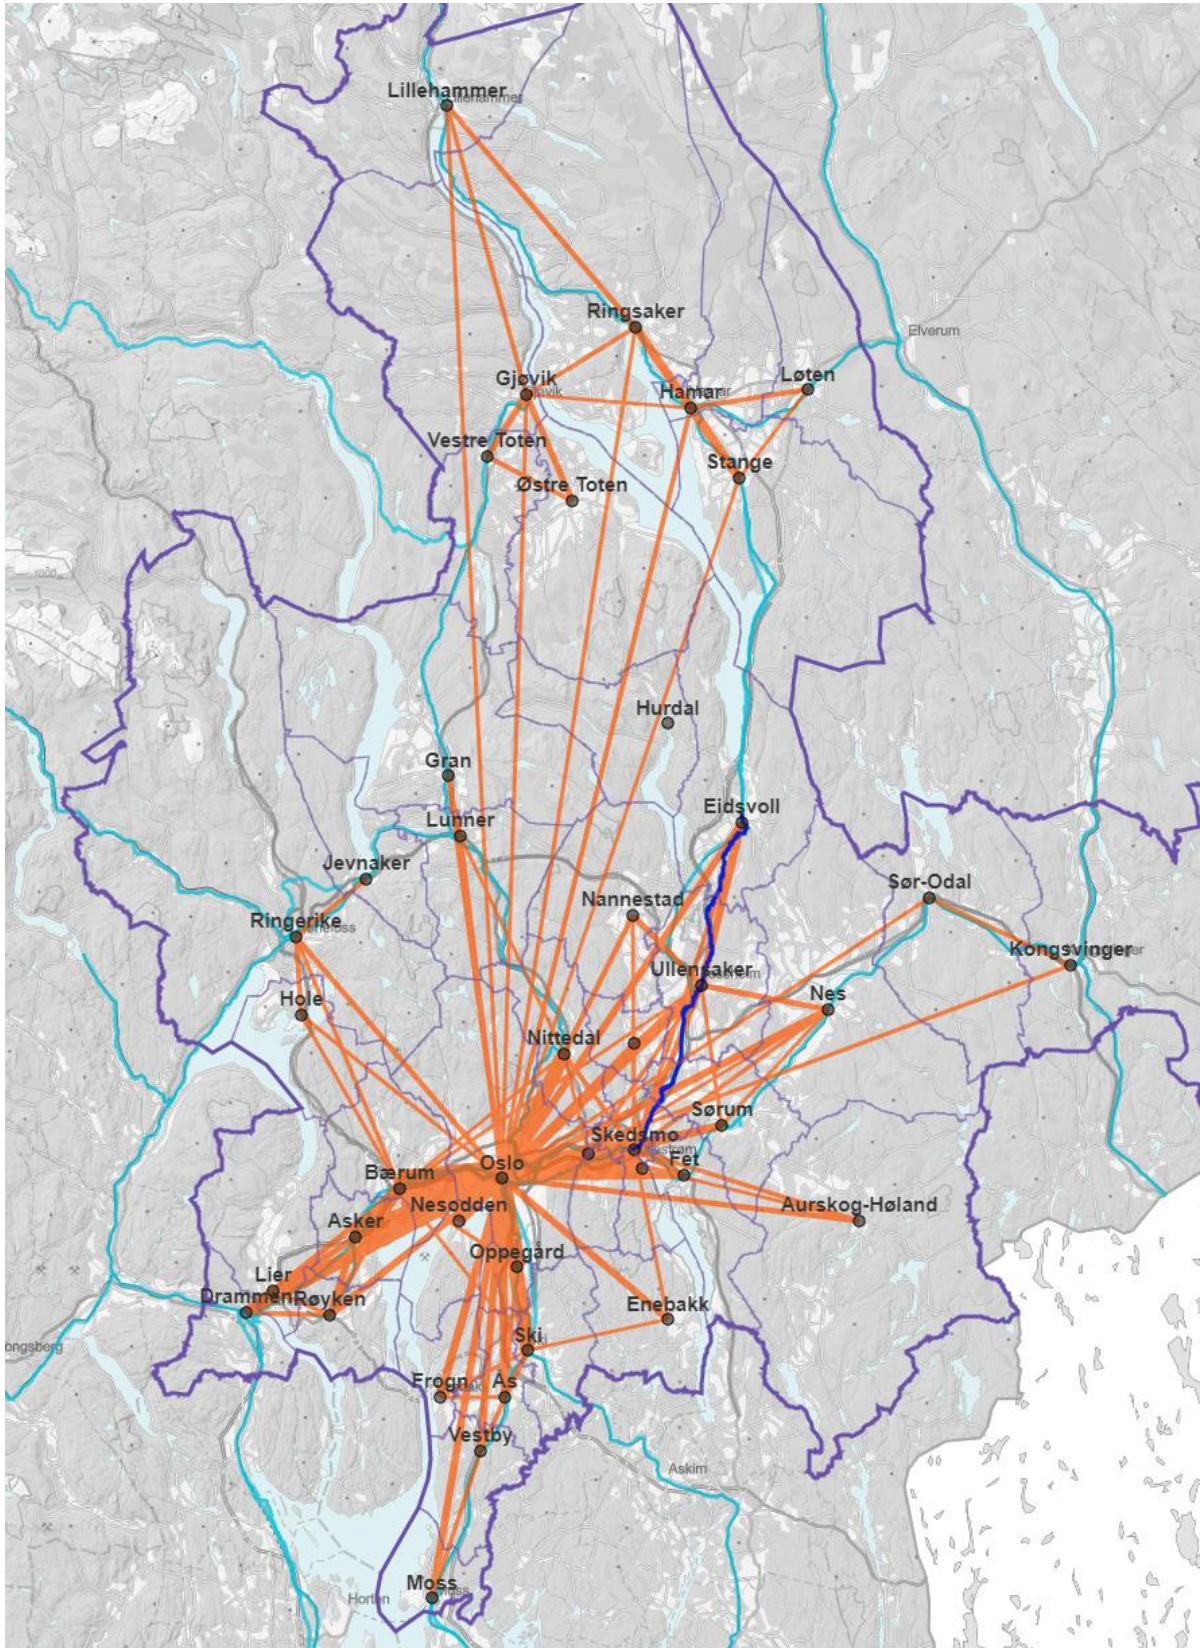 Lillehammer
Ringsaker
Elverum
Gjøvik
Løten
Hamar
Vestre Toten
Stange
Østre Toten
Hurdal
Gran
Eidsvoll
Lunner
Jevnaker
Sør-Odal
Nannestad
Ringerike
Kongsvinger
Ullensaker
Hole
Nes
Nittedal
Sørum
Skedsmo
Oslo
Fet
Bærum
Nesodden
Aurskog-Høland
Asker
Oppegård
Lier
Drammen
Røyken
Enebakk
Ski
ongsberg
Frogn
Ås
Vestby
Askim
Moss
Horten